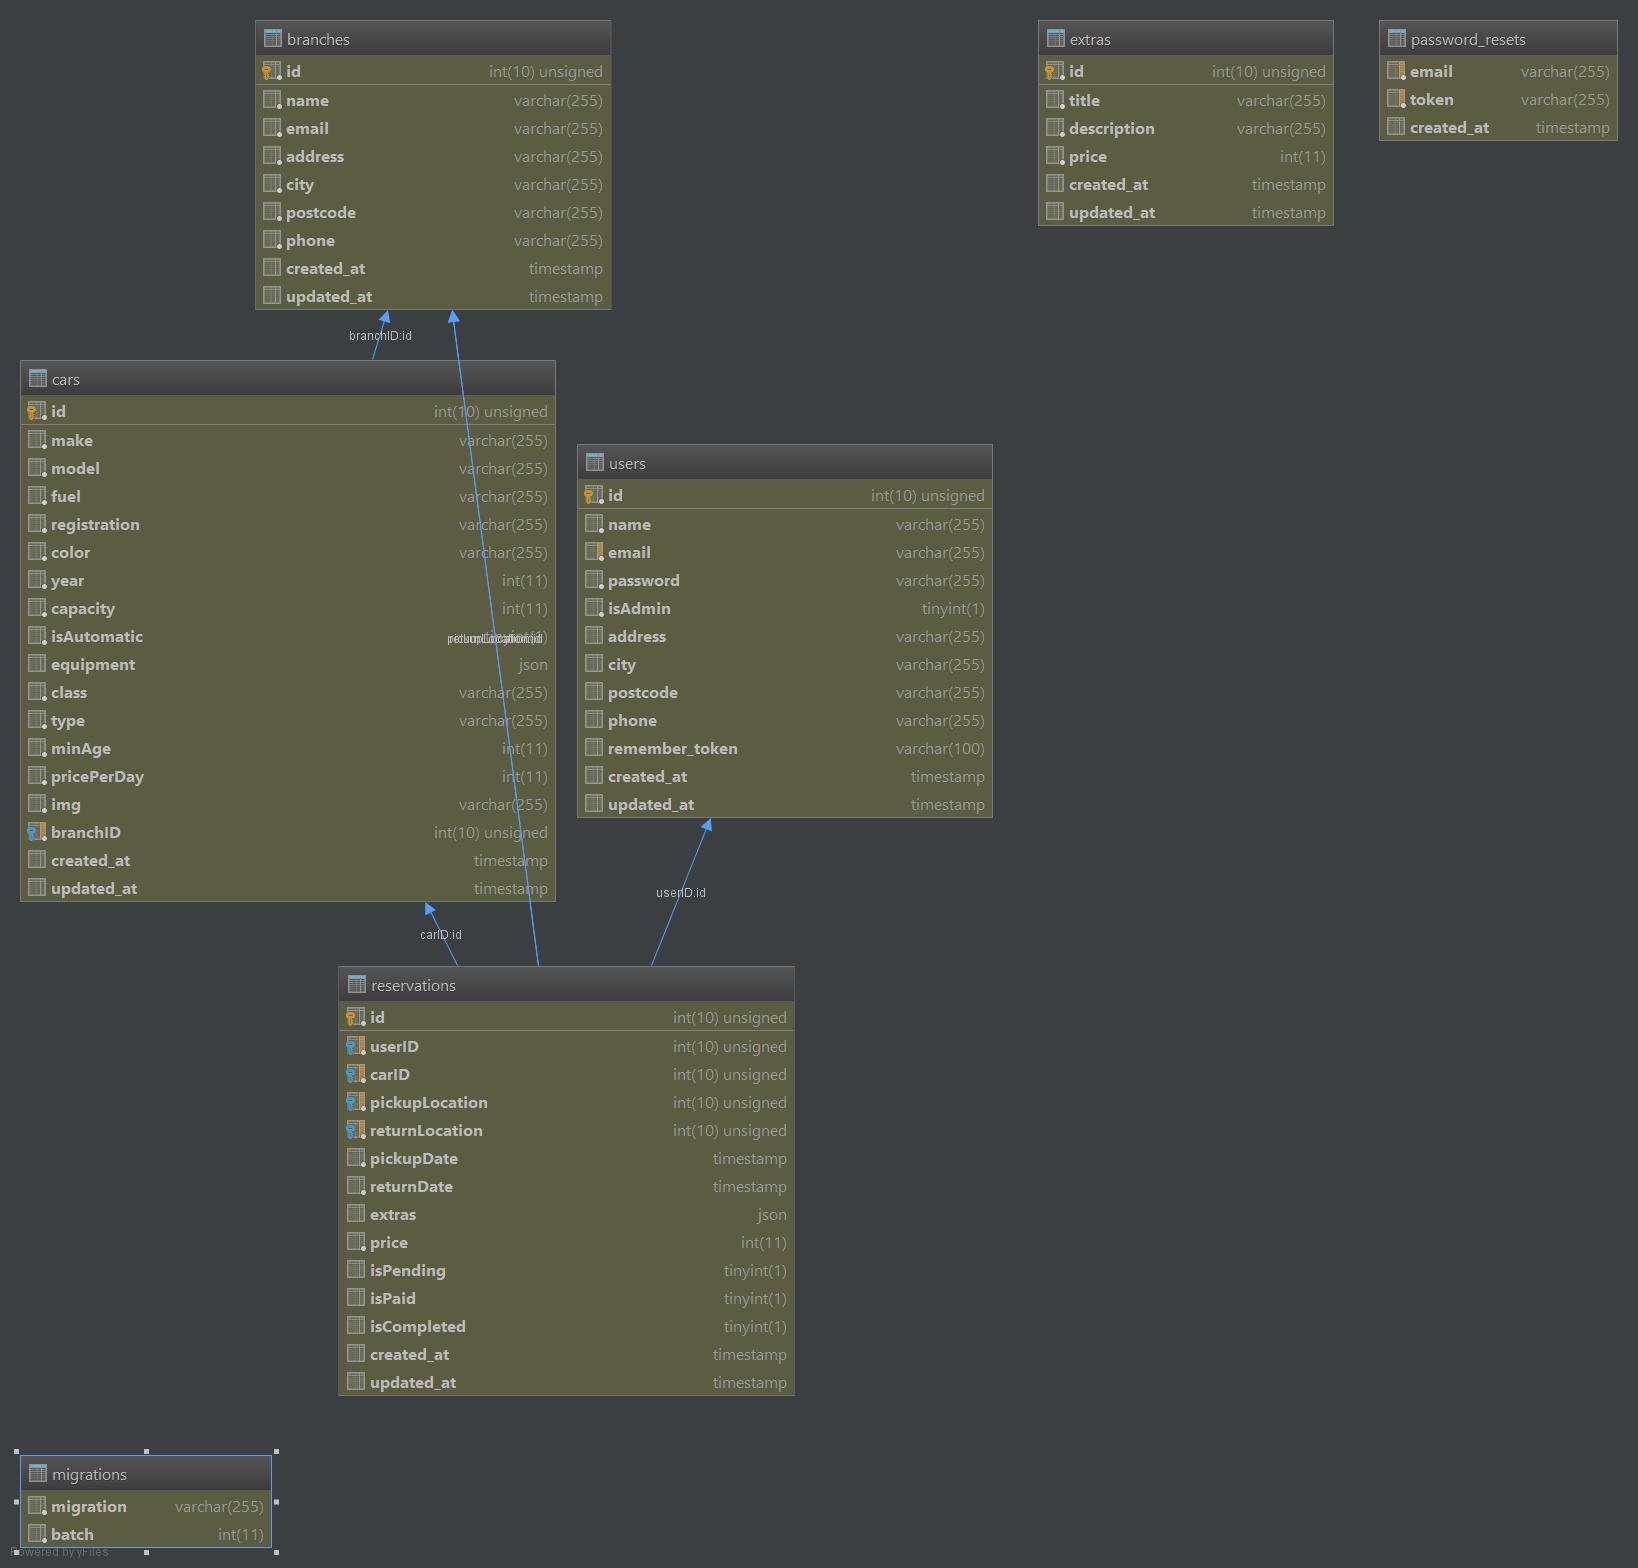 branches
id int(10) unsigned
name varchar(255)
email varchar(255)
address varchar(255)
city varchar(255)
postcode varchar(255)
phone varchar(255)
created_at timestamp
updated_at timestamp
extras
id int(10) unsigned
title varchar(255)
description varchar(255)
price int(11)
created_at timestamp
updated_at timestamp
password_resets
email varchar(255)
token varchar(255)
created_at timestamp
branchID:id
cars
id int(10) unsigned
make varchar(255)
model varchar(255)
fuel varchar(255)
registration varchar(255)
color varchar(255)
year int(11)
capacity int(11)
isAutomatic
equipment json
class varchar(255)
type varchar(255)
minAge int(11)
pricePerDay int(11)
img varchar(255)
branchID int(10) unsigned
created_at timestamp
updated_at timestamp
users
id int(10) unsigned
name varchar(255)
email varchar(255)
password varchar(255)
isAdmin tinyint(1)
address varchar(255)
city varchar(255)
postcode varchar(255)
phone varchar(255)
remember_token varchar(100)
created_at timestamp
updated_at timestamp
userID:id
carID:id
reservations
id int(10) unsigned
userID int(10) unsigned
carID int(10) unsigned
pickupLocation int(10) unsigned
returnLocation int(10) unsigned
pickupDate timestamp
returnDate timestamp
extras json
price int(11)
isPending tinyint(1)
isPaid tinyint(1)
isCompleted tinyint(1)
created_at timestamp
updated_at timestamp
migrations
migration varchar(255)
batch int(11)
Powered by yFiles